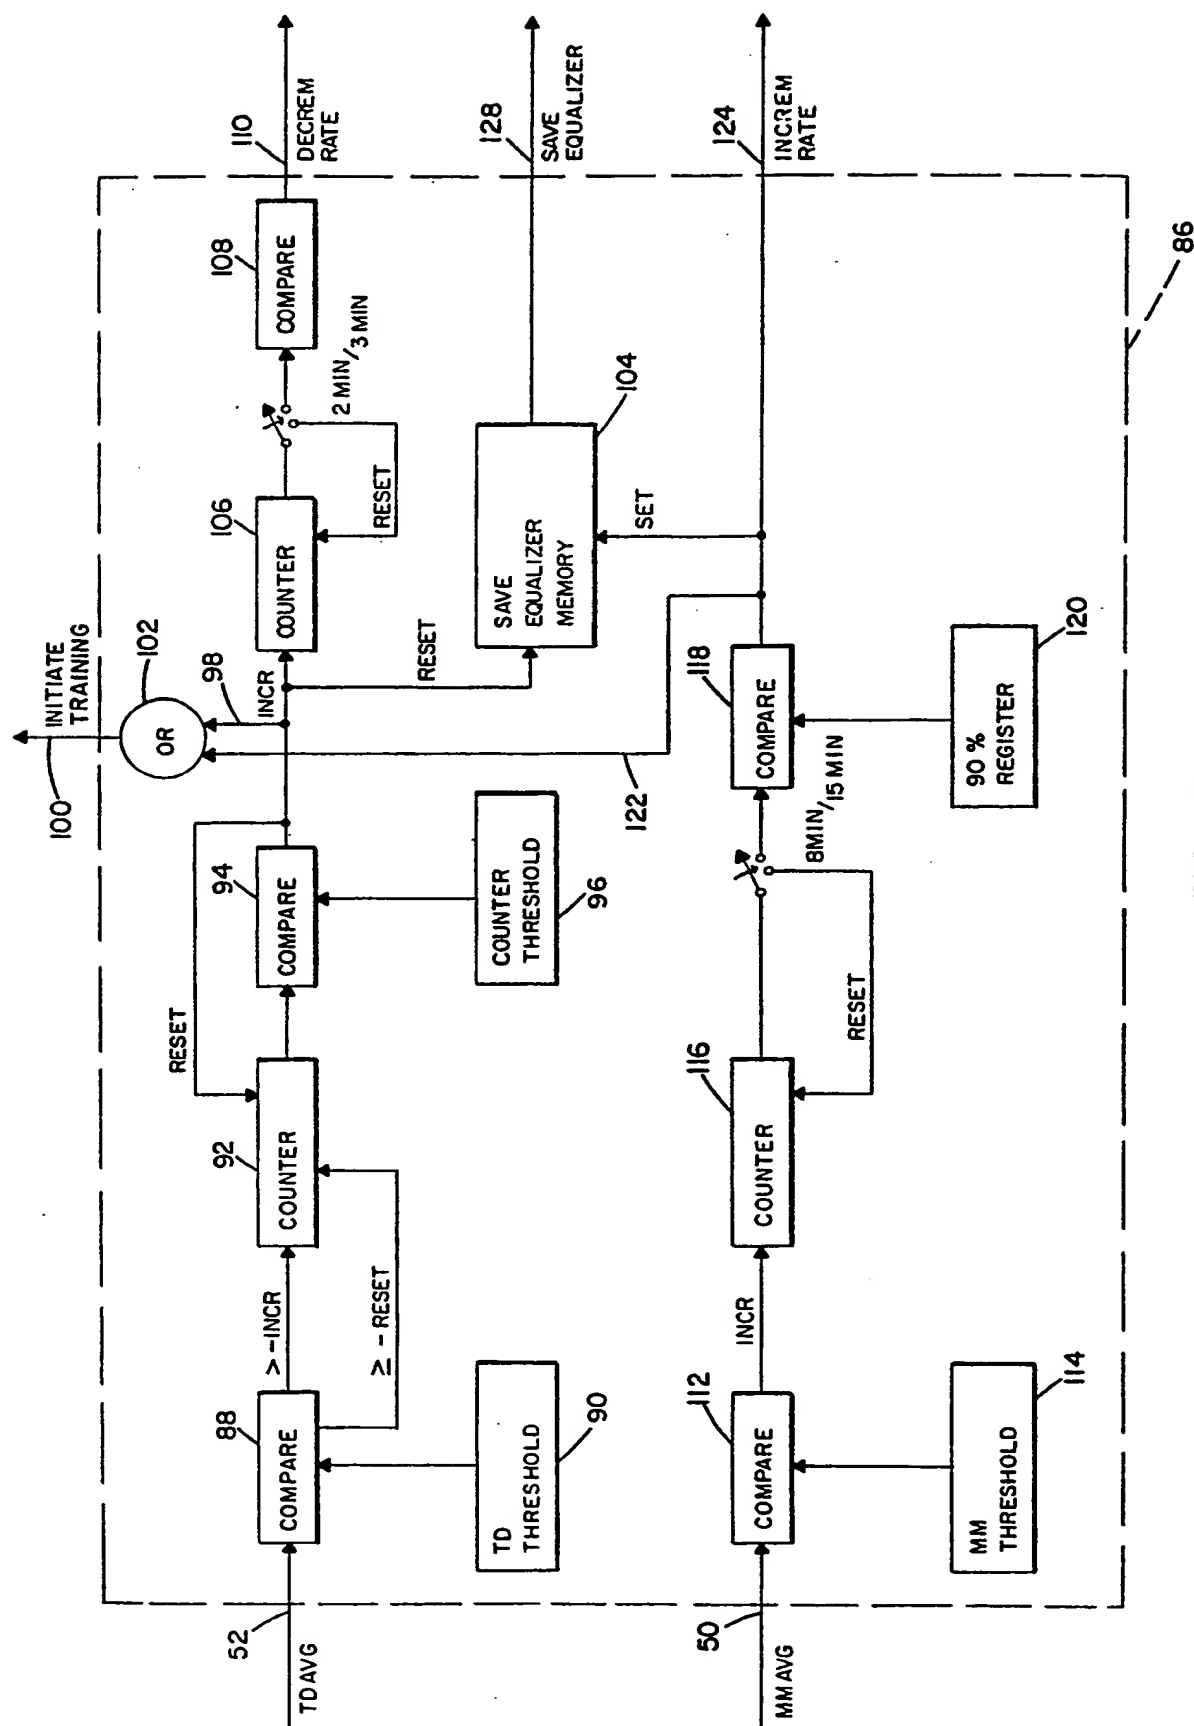 INITIATE
TRAINING
100
102
98
122
OR
TD AVG
52
COMPARE
88
TD
THRESHOLD
90
> - INCR
≥ - RESET
COUNTER
92
RESET
COMPARE
94
COUNTER
THRESHOLD
96
INCR
RESET
COUNTER
106
RESET
2 MIN/3 MIN
COMPARE
108
110
DECREM
RATE
SAVE
EQUALIZER
MEMORY
104
SET
128
SAVE
EQUALIZER
MM AVG
50
COMPARE
112
MM
THRESHOLD
114
INCR
COUNTER
116
RESET
8MIN/15 MIN
COMPARE
118
90 %
REGISTER
120
124
INCREM
RATE
86